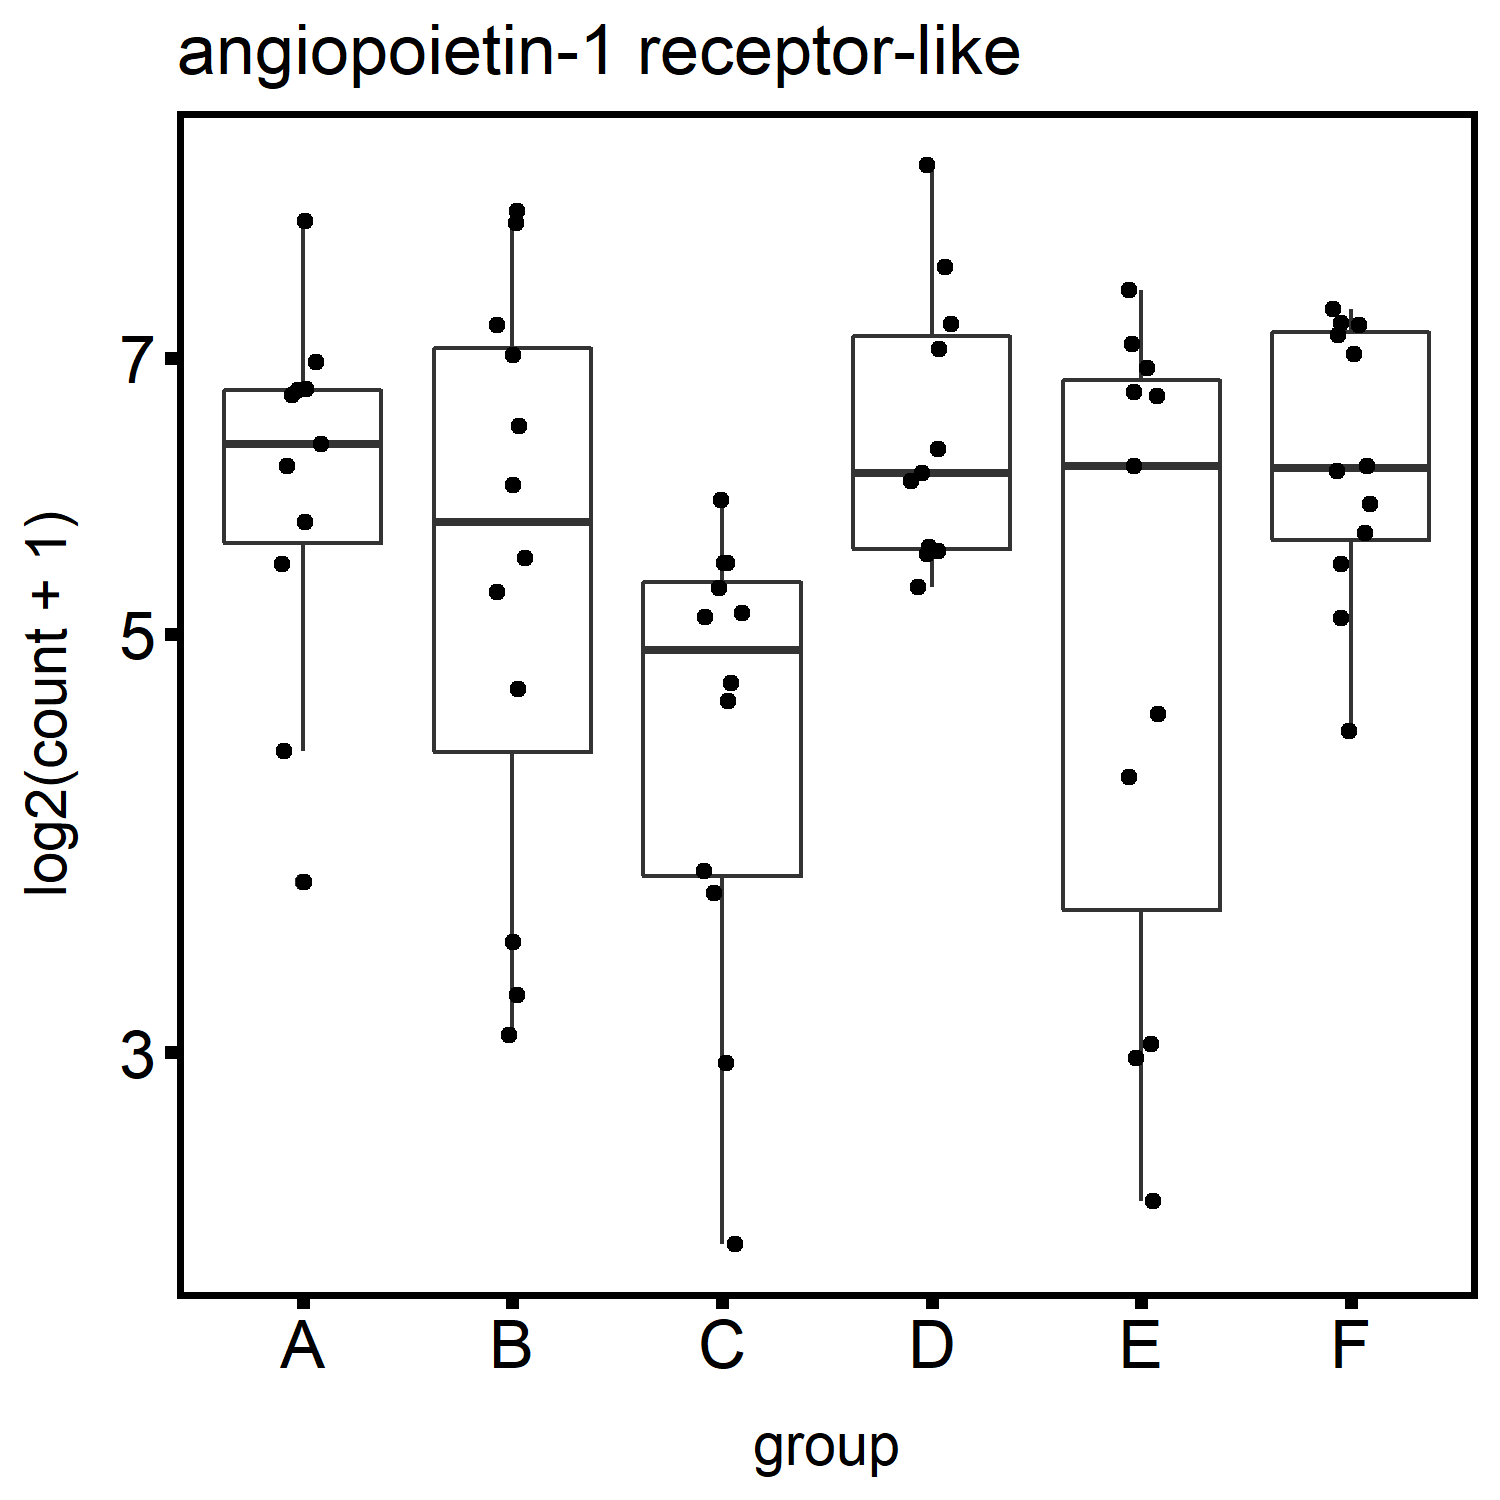 angiopoietin-1 receptor-like
log2(count + 1)
7
5
3
A B C D E F
group